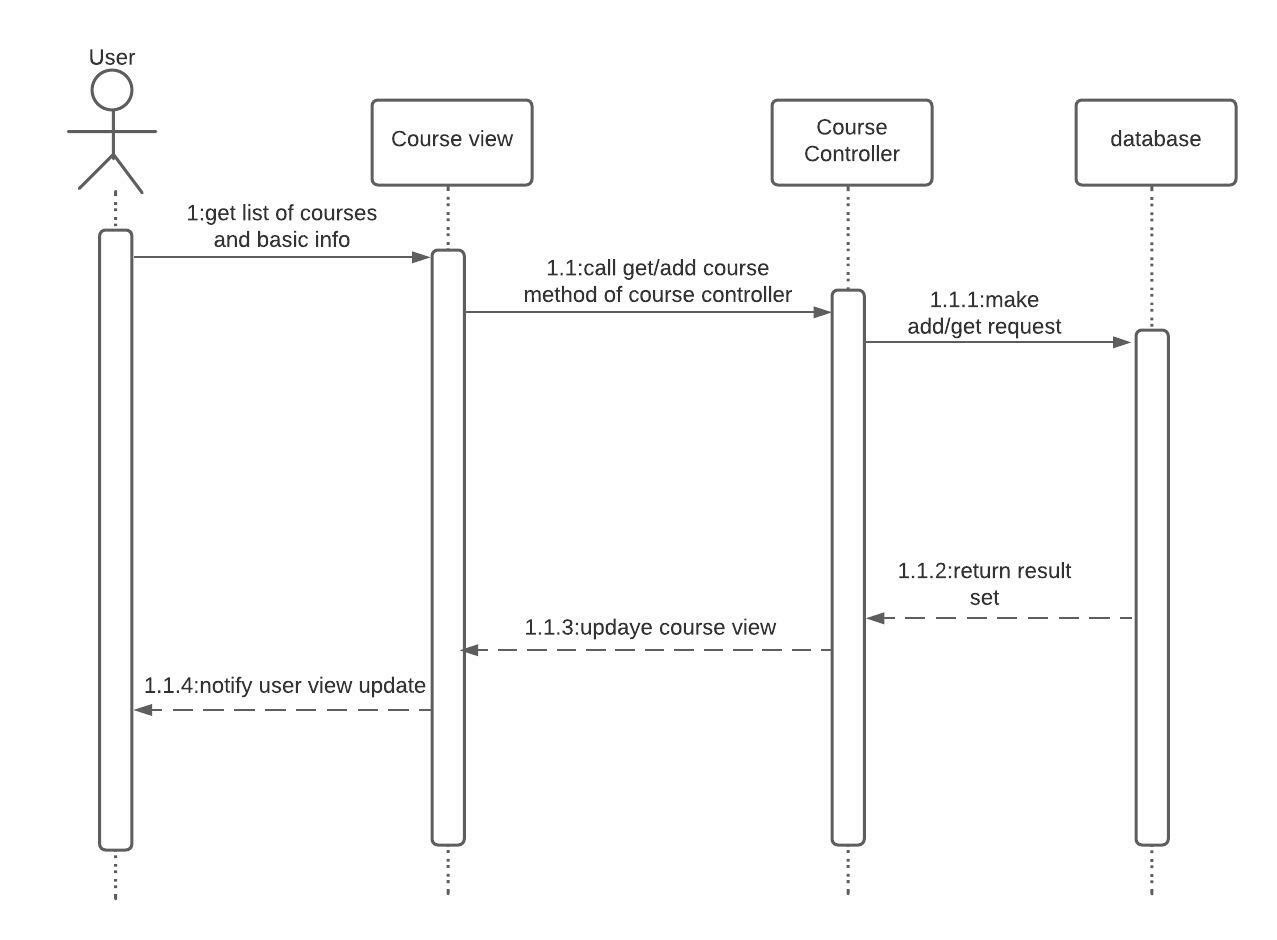 User
Course view
Course
Controller
database
1:get list of courses
and basic info
1.1:call get/add course
method of course controller
1.1.1:make
add/get request
1.1.2:return result
set
1.1.3:updaye course view
1.1.4:notify user view update